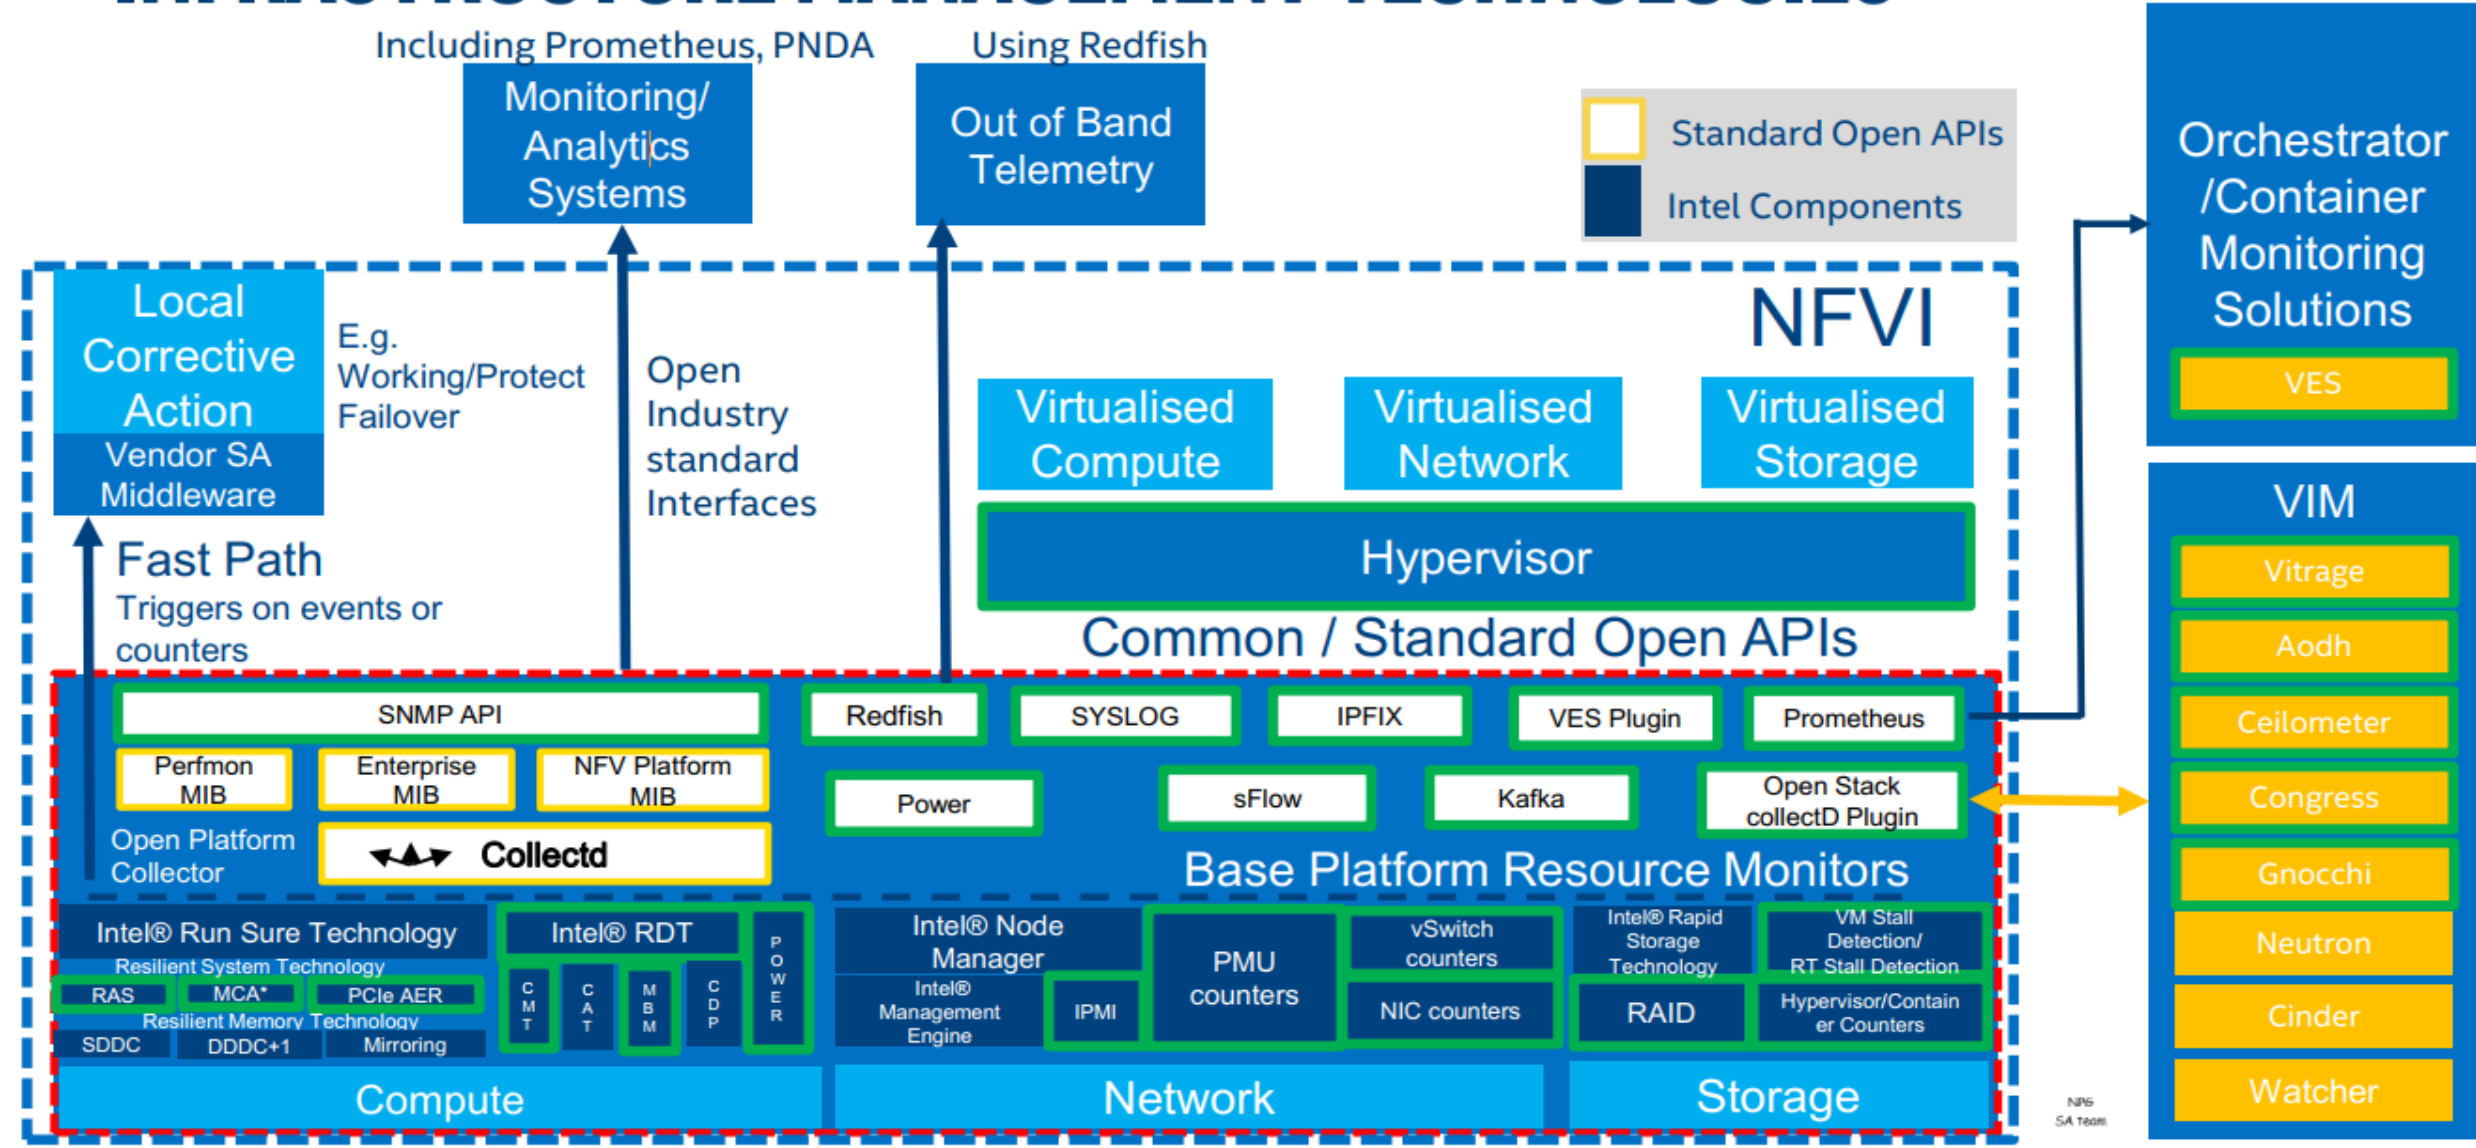 INFRASTRUCTURE MANAGEMENT TECHNOLOGIES
Including Prometheus, PNDA
Using Redfish
Monitoring/
Analytics
Systems
Out of Band
Telemetry
Standard Open APIs
Intel Components
Orchestrator
/Container
Monitoring
Solutions
VES
Local
Corrective
Action
Vendor SA
Middleware
E.g.
Working/Protect
Failover
Open
Industry
standard
Interfaces
NFVI
Virtualised
Compute
Virtualised
Network
Virtualised
Storage
Hypervisor
Fast Path
Triggers on events or
counters
Common / Standard Open APIs
SNMP API
Redfish
SYSLOG
IPFIX
VES Plugin
Prometheus
Perfmon
MIB
Enterprise
MIB
NFV Platform
MIB
Power
sFlow
Kafka
Open Stack
collectD Plugin
Open Platform
Collector
Collectd
Base Platform Resource Monitors
Intel® Run Sure Technology
Resilient System Technology
RAS
MCA*
PCIe AER
Resilient Memory Technology
SDDC
DDDC+1
Mirroring
Intel® RDT
CMT
CAT
MBM
CDP
POWER
Intel® Node
Manager
Intel®
Management
Engine
IPMI
PMU
counters
vSwitch
counters
NIC counters
Intel® Rapid
Storage
Technology
RAID
VM Stall
Detection/
RT Stall Detection
Hypervisor/Contain
er Counters
Compute
Network
Storage
VIM
Vitrage
Aodh
Ceilometer
Congress
Gnocchi
Neutron
Cinder
Watcher
NPG
SA Team